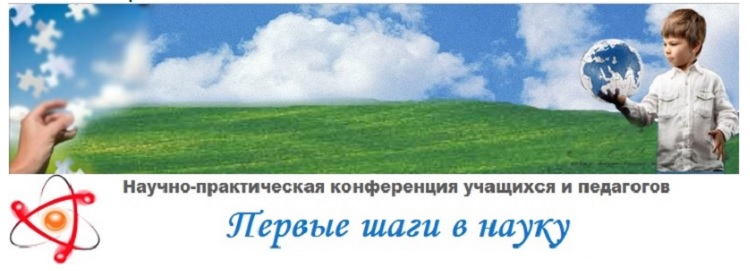 Научно-практическая конференция учащихся и педагогов
Первые шаги в науку